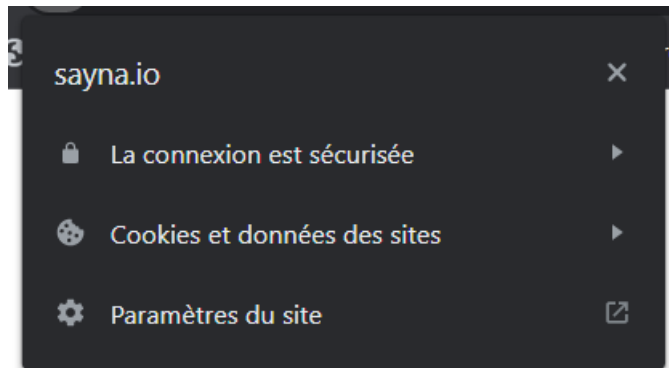 sayna.io
La connexion est sécurisée
Cookies et données des sites
Paramètres du site